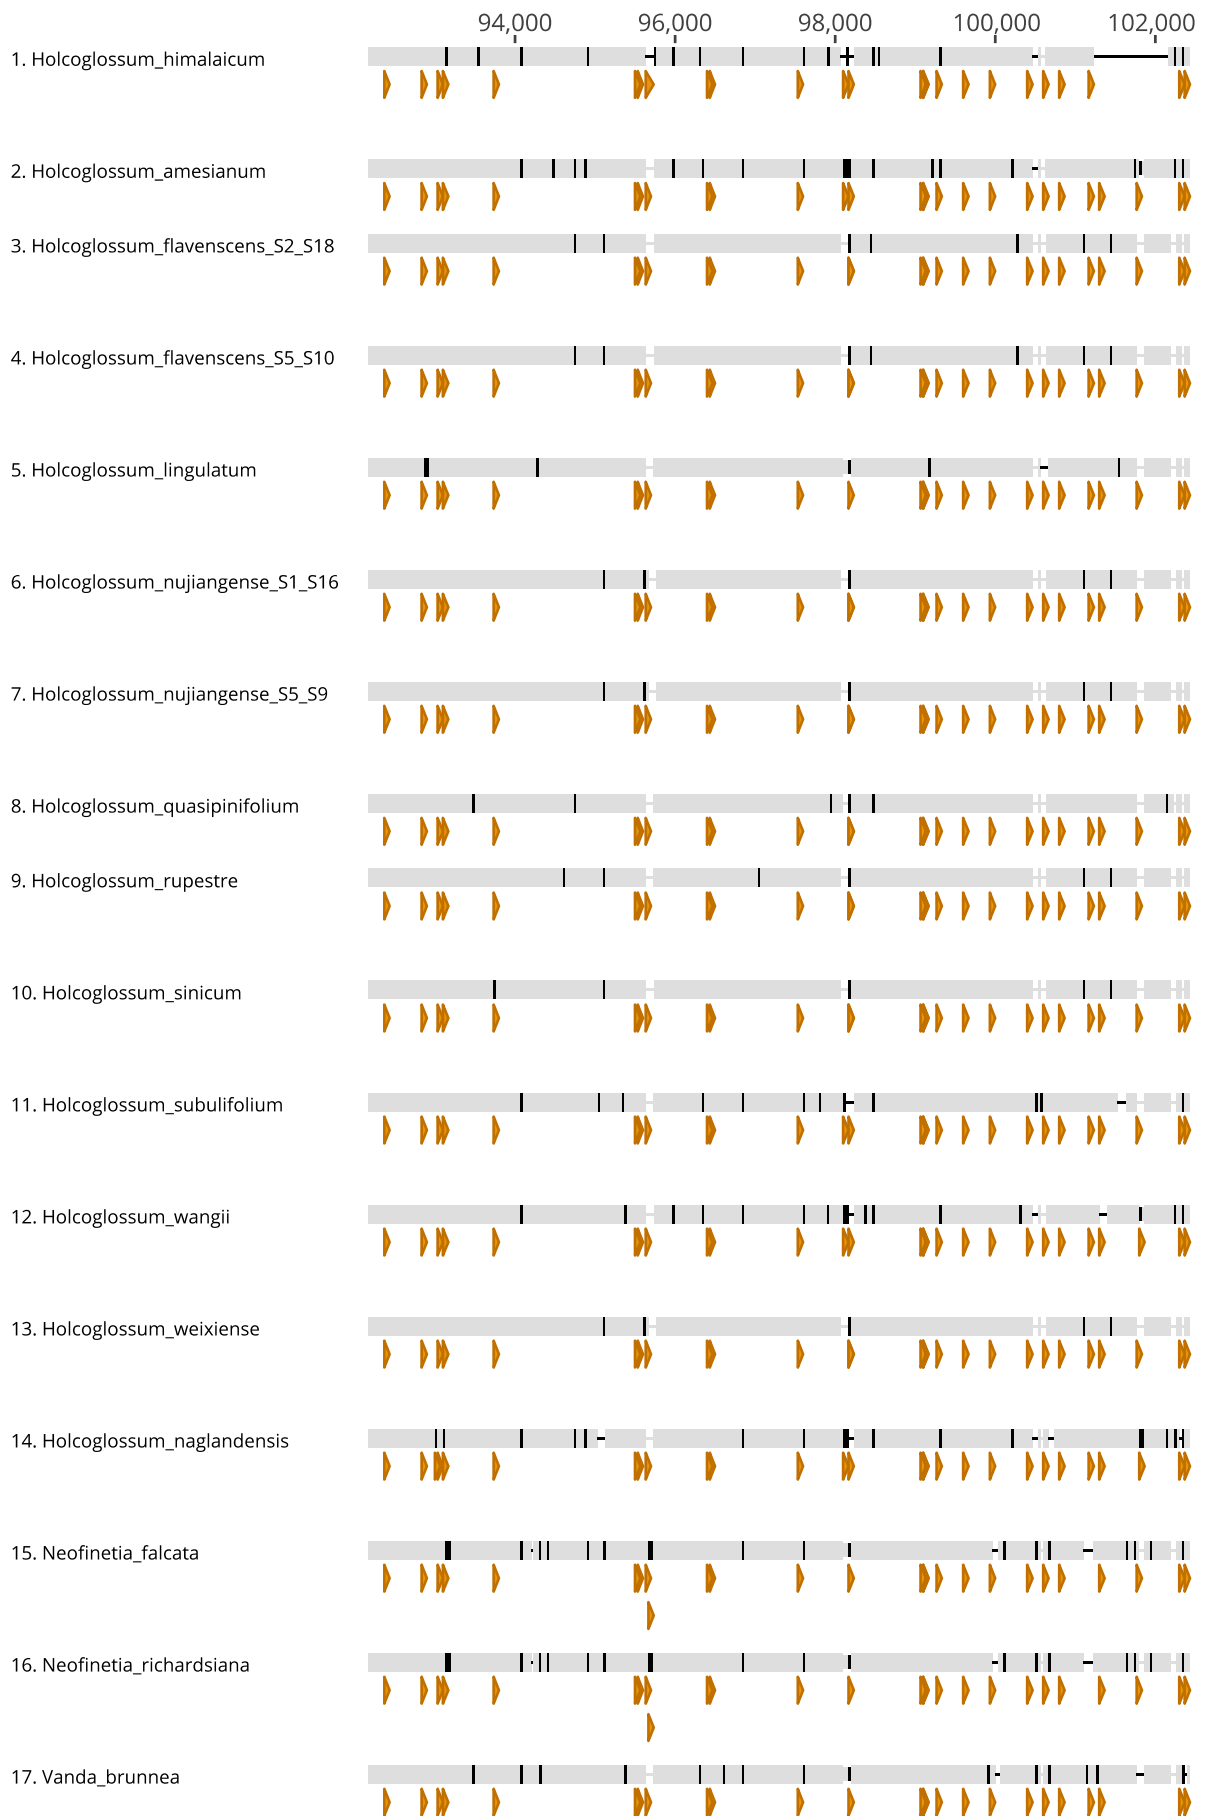 94,000 96,000 98,000 100,000 102,000
1. Holcoglossum_himalaicum
2. Holcoglossum_amesianum
3. Holcoglossum_flavenscens_S2_S18
4. Holcoglossum_flavenscens_S5_S10
5. Holcoglossum_lingulatum
6. Holcoglossum_nujiangense_S1_S16
7. Holcoglossum_nujiangense_S5_S9
8. Holcoglossum_quasipinifolium
9. Holcoglossum_rupestre
10. Holcoglossum_sinicum
11. Holcoglossum_subulifolium
12. Holcoglossum_wangii
13. Holcoglossum_weixiense
14. Holcoglossum_naglandensis
15. Neofinetia_falcata
16. Neofinetia_richardsiana
17. Vanda_brunnea